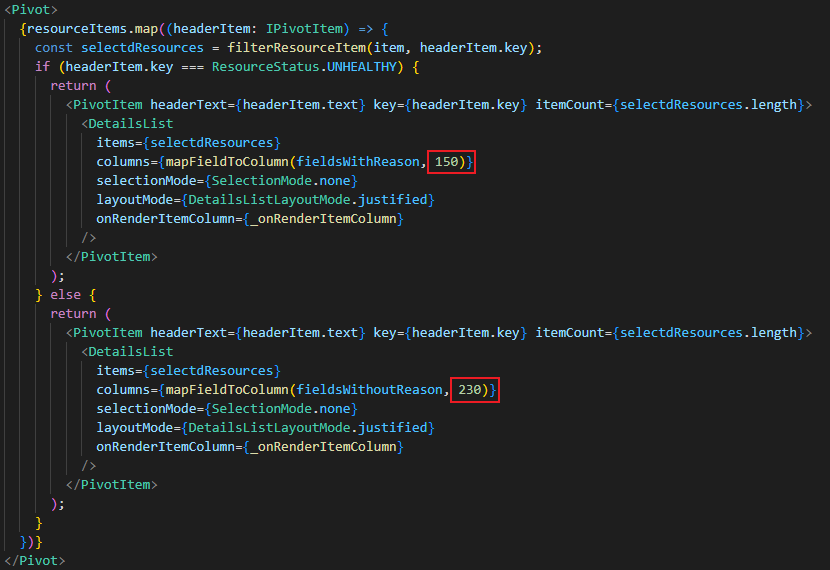 <Pivot>
{resourceItems.map((headerItem: IPivotItem) => {
const selectdResources = filterResourceItem(item, headerItem.key);
if (headerItem.key === ResourceStatus.UNHEALTHY) {
return (
<PivotItem headerText={headerItem.text} key={headerItem.key} itemCount={selectdResources.length}>
<DetailsList
items={selectdResources}
columns={mapFieldToColumn(fieldsWithReason, 150)}
selectionMode={SelectionMode.none}
layoutMode={DetailsListLayoutMode.justified}
onRenderItemColumn={_onRenderItemColumn}
/>
</PivotItem>
);
} else {
return (
<PivotItem headerText={headerItem.text} key={headerItem.key} itemCount={selectdResources.length}>
<DetailsList
items={selectdResources}
columns={mapFieldToColumn(fieldsWithoutReason, 230)}
selectionMode={SelectionMode.none}
layoutMode={DetailsListLayoutMode.justified}
onRenderItemColumn={_onRenderItemColumn}
/>
</PivotItem>
);
}
})}
</Pivot>